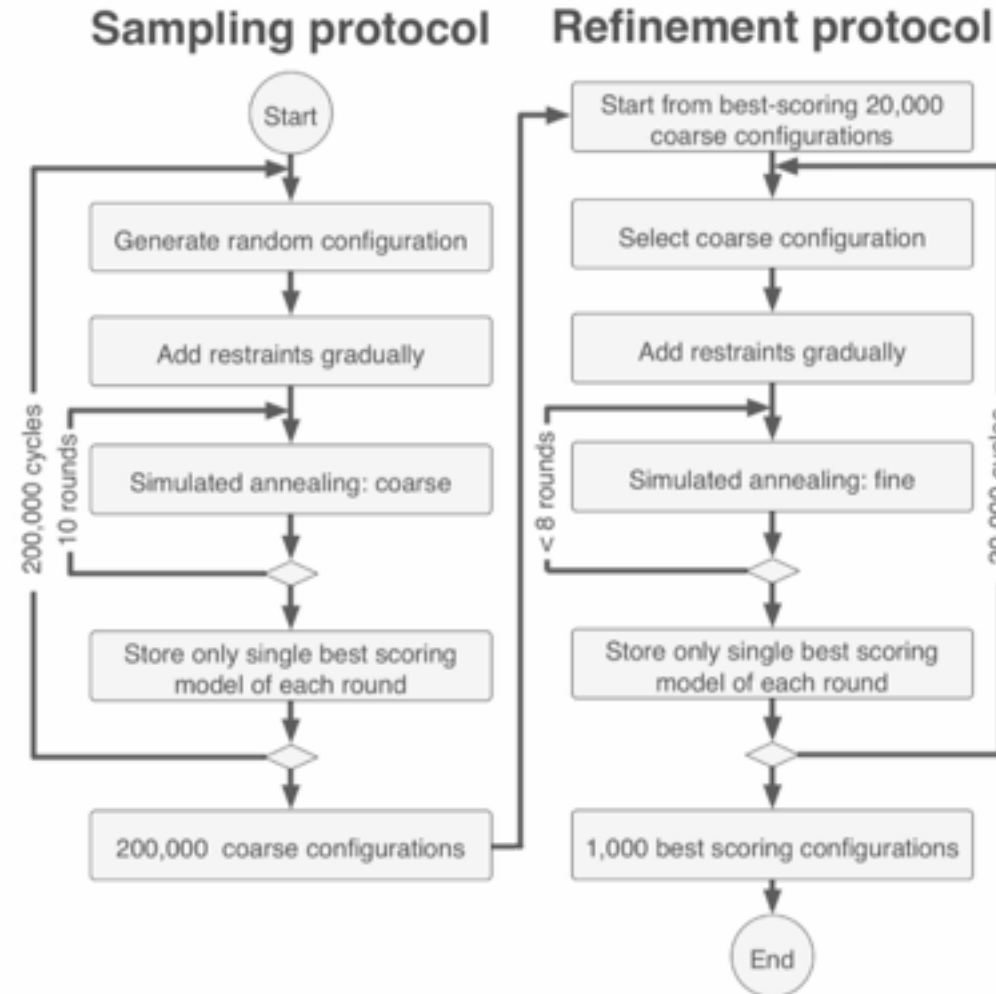 Sampling protocol
Start
Generate random configuration
Add restraints gradually
200,000 cycles
10 rounds
Simulated annealing: coarse
Store only single best scoring
model of each round
200,000 coarse configurations
Refinement protocol
Start from best-scoring 20,000
coarse configurations
Select coarse configuration
Add restraints gradually
< 8 rounds
Simulated annealing: fine
Store only single best scoring
model of each round
1,000 best scoring configurations
End